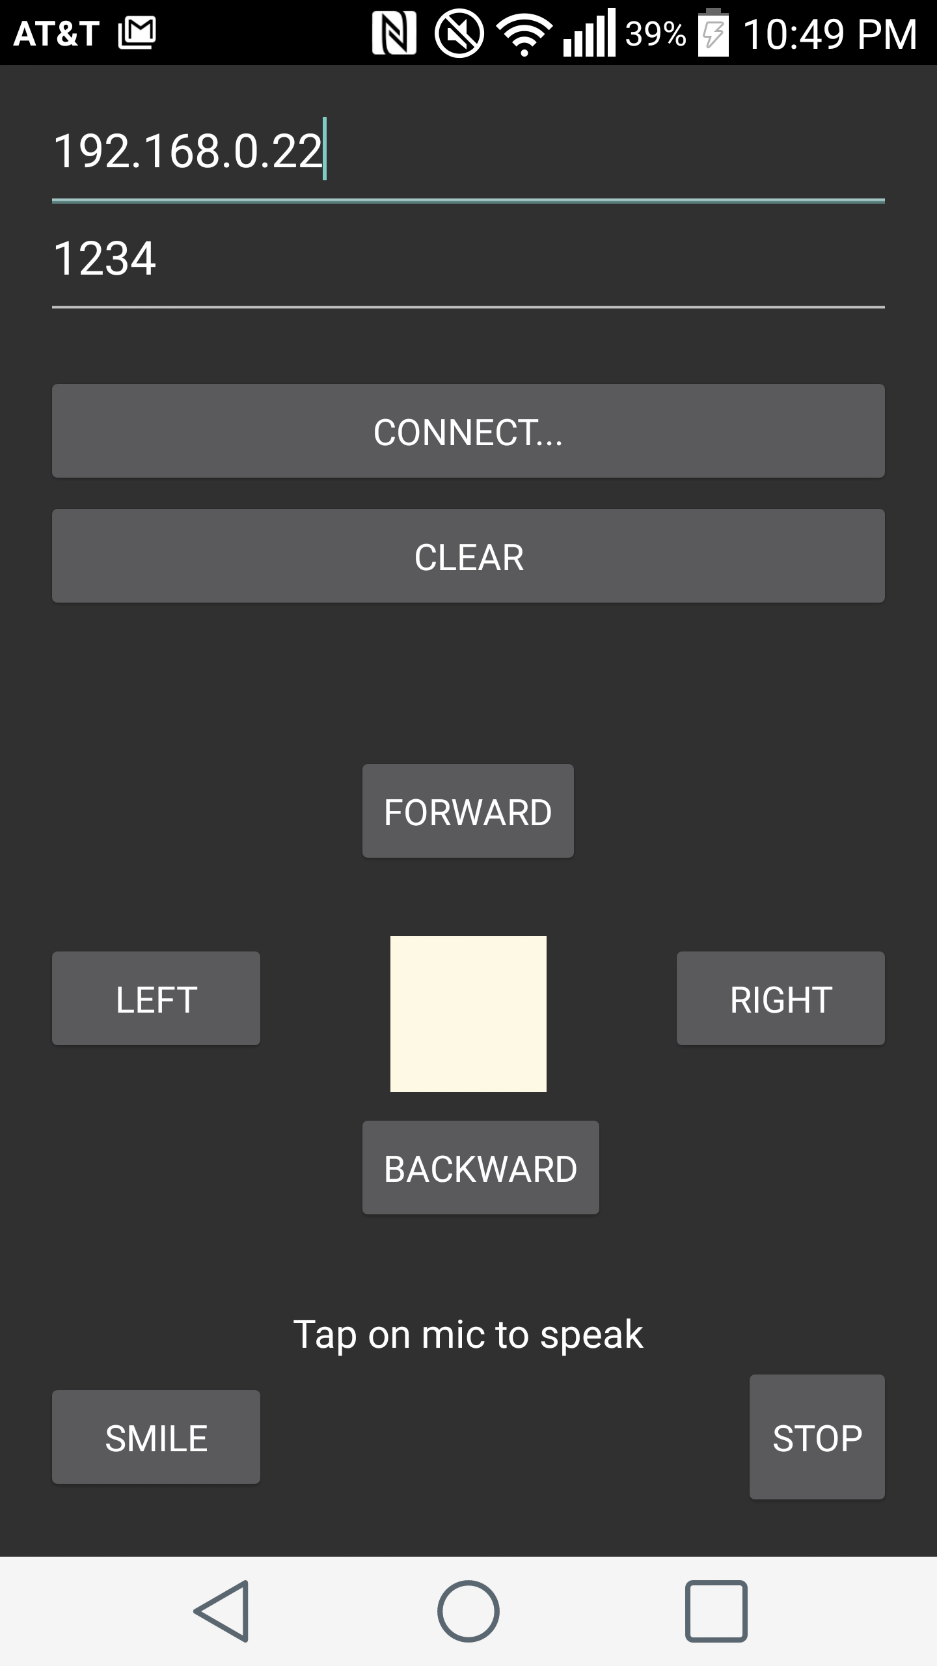 AT&T 39% 10:49 PM
192.168.0.22
1234
CONNECT...
CLEAR
FORWARD
LEFT RIGHT
BACKWARD
Tap on mic to speak
SMILE STOP